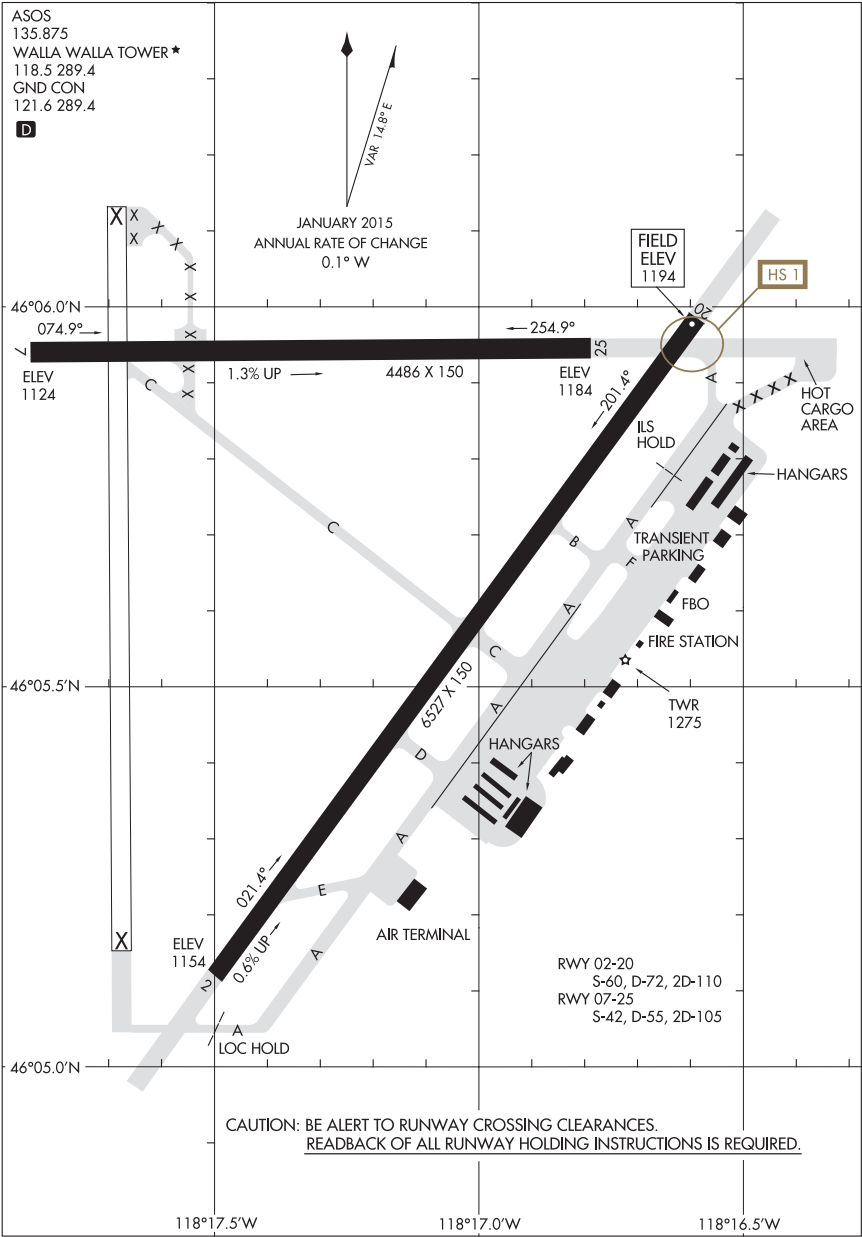 ASOS
135.875
WALLA WALLA TOWER★
118.5 289.4
GND CON
121.6 289.4
D
VAR 14.8° E
JANUARY 2015
ANNUAL RATE OF CHANGE
0.1° W
X
X
X
X
X
X
X
X
X
X
X
FIELD
ELEV
1194
HS 1
46°06.0'N
074.9°
254.9°
20
7
25
ELEV
1124
1.3% UP
4486 X 150
ELEV
1184
201.4°
A
X X X X
HOT
CARGO
AREA
C
ILS
HOLD
HANGARS
C
A
B
TRANSIENT
PARKING
F
A
FBO
FIRE STATION
C
46°05.5'N
6527 X 150
A
TWR
1275
D
HANGARS
A
021.4°
E
AIR TERMINAL
X
ELEV
1154
0.6% UP
A
2
RWY 02-20
S-60, D-72, 2D-110
RWY 07-25
S-42, D-55, 2D-105
A
LOC HOLD
46°05.0'N
CAUTION: BE ALERT TO RUNWAY CROSSING CLEARANCES.
READBACK OF ALL RUNWAY HOLDING INSTRUCTIONS IS REQUIRED.
118°17.5'W
118°17.0'W
118°16.5'W